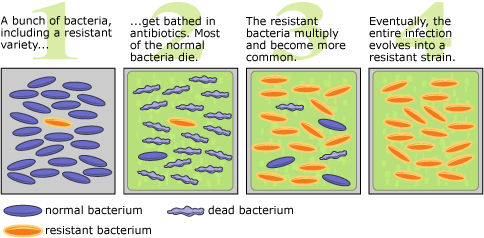 1
A bunch of bacteria,
including a resistant
variety...
2
...get bathed in
antibiotics. Most
of the normal
bacteria die.
3
The resistant
bacteria multiply
and become more
common.
4
Eventually, the
entire infection
evolves into a
resistant strain.
normal bacterium
dead bacterium
resistant bacterium